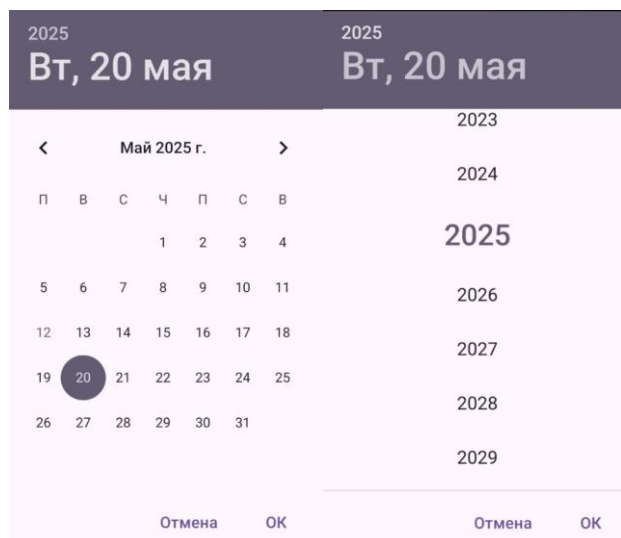 2025
Вт, 20 мая
Май 2025 г.
П В С Ч П С В
1 2 3 4
5 6 7 8 9 10 11
12 13 14 15 16 17 18
19 20 21 22 23 24 25
26 27 28 29 30 31
Отмена ОК
2025
Вт, 20 мая
2023
2024
2025
2026
2027
2028
2029
Отмена ОК